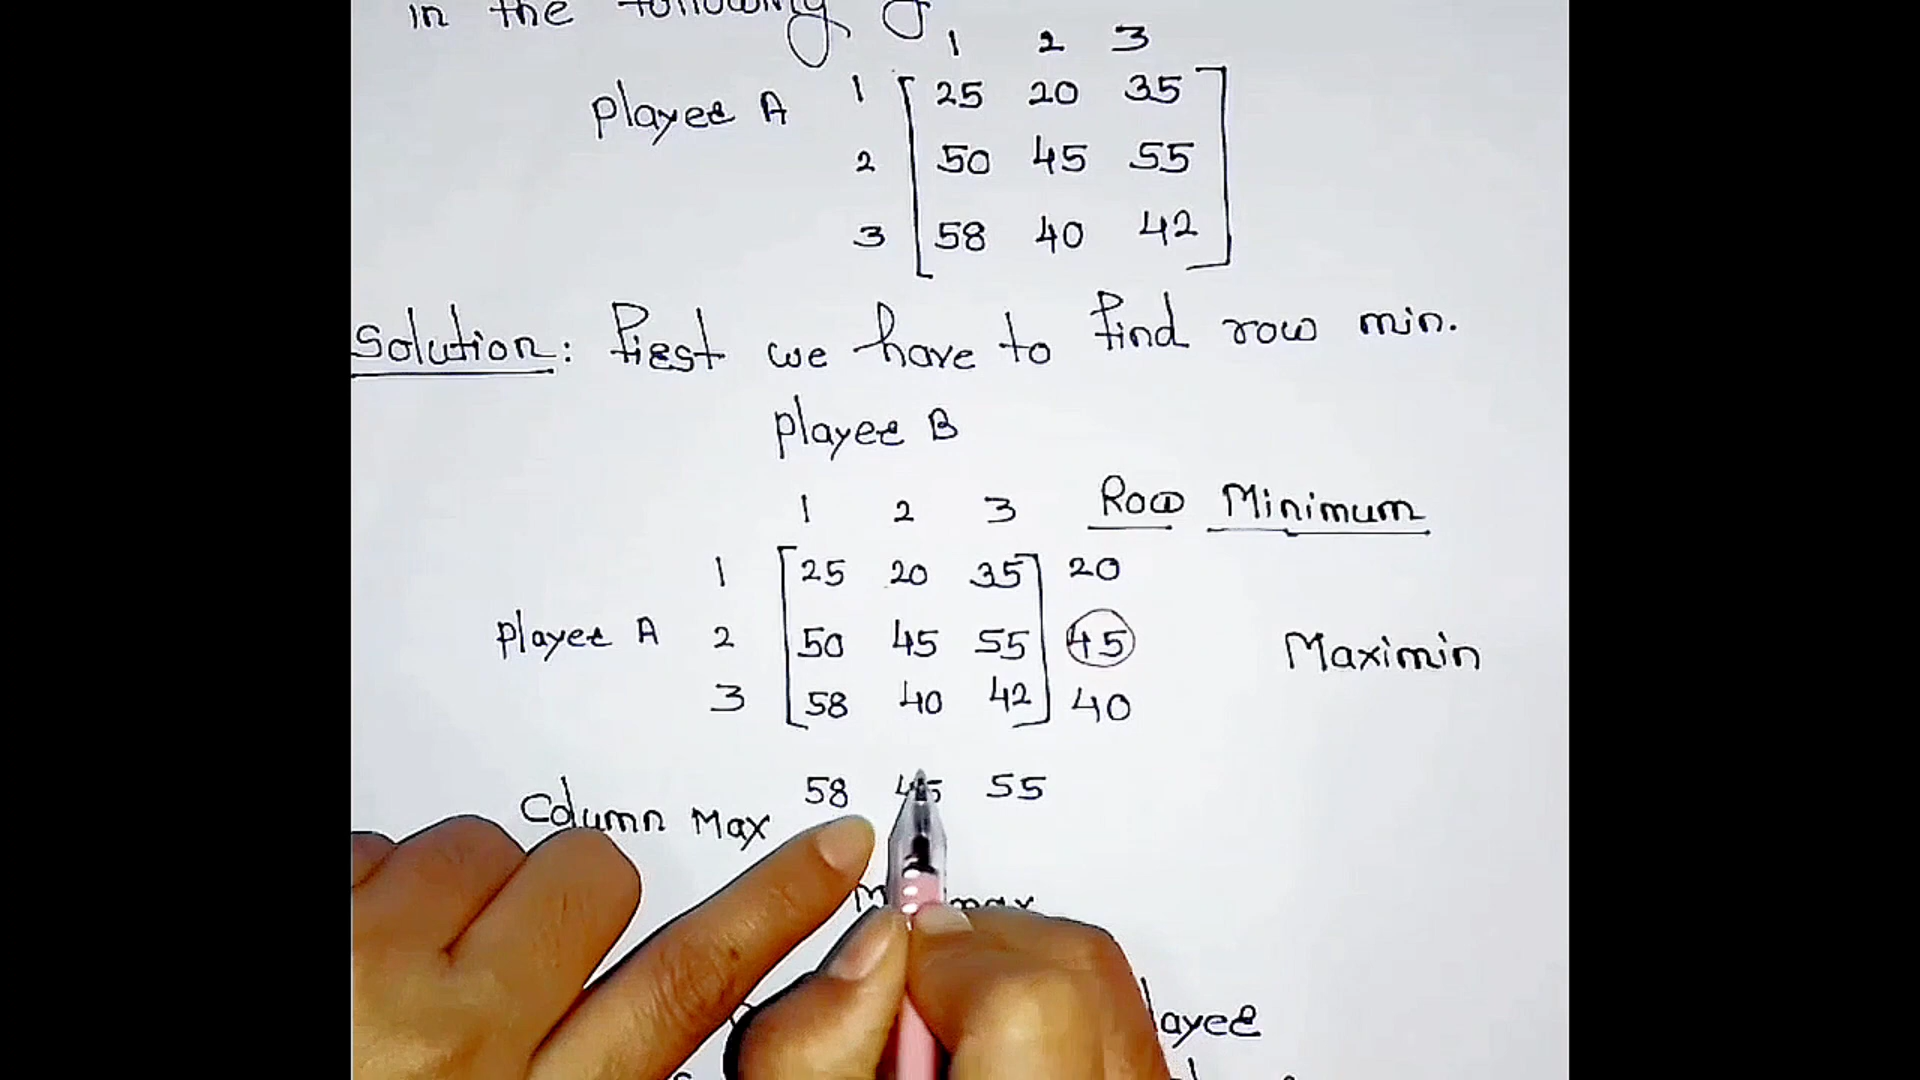 in the following
1 2 3
Player A 1 25 20 35
2 50 45 55
3 58 40 42
Solution: First we have to find row min.
Player B
1 2 3 Row Minimum
1 25 20 35 20
Player A 2 50 45 55 45 Maximin
3 58 40 42 40
Column Max 58 45 55